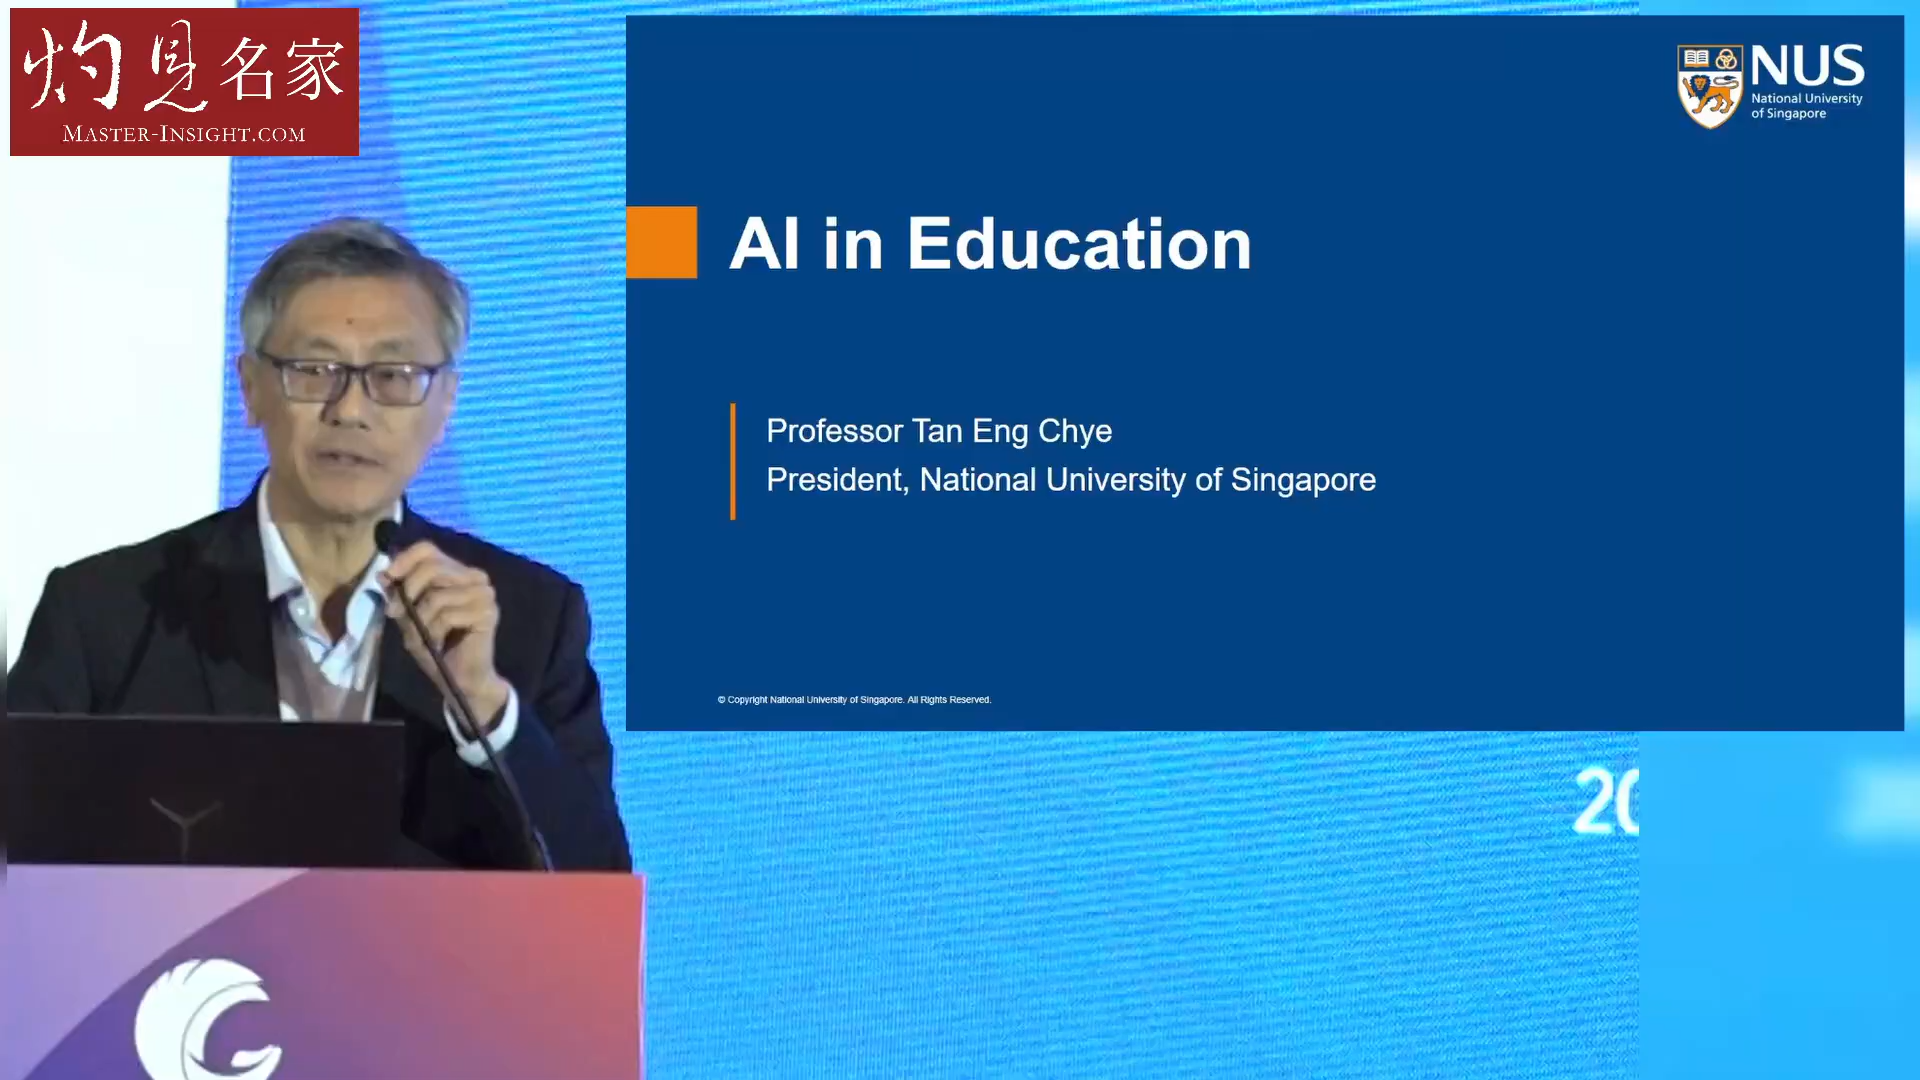 灼見名家
MASTER-INSIGHT.COM
NUS
National University
of Singapore
AI in Education
Professor Tan Eng Chye
President, National University of Singapore
© Copyright National University of Singapore. All Rights Reserved.
20